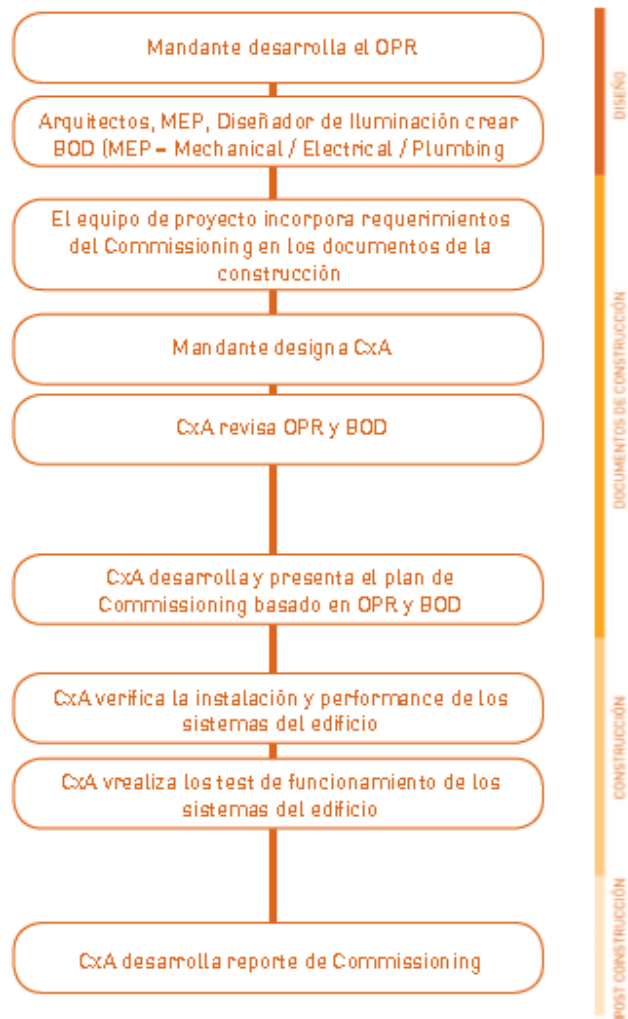 Mandante desarrolla el OPR
Arquitectos, MEP, Diseñador de Iluminación crear
BOD (MEP – Mechanical / Electrical / Plumbing
El equipo de proyecto incorpora requerimientos
del Commissioning en los documentos de la
construcción
Mandante designa CxA
CxA revisa OPR y BOD
CxA desarrolla y presenta el plan de
Commissioning basado en OPR y BOD
CxA verifica la instalación y performance de los
sistemas del edificio
CxA vrealiza los test de funcionamiento de los
sistemas del edificio
CxA desarrolla reporte de Commissioning
DISEÑO
DOCUMENTOS DE CONSTRUCCIÓN
CONSTRUCCIÓN
POST CONSTRUCCIÓN